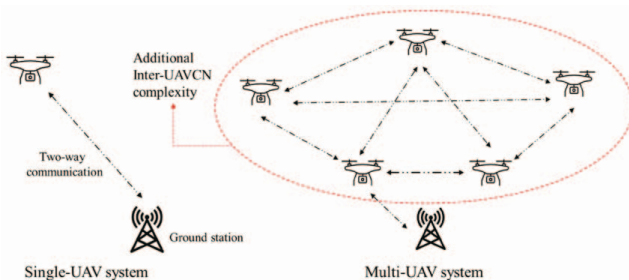 Additional
Inter-UAVCN
complexity
Two-way
communication
Ground station
Single-UAV system
Multi-UAV system